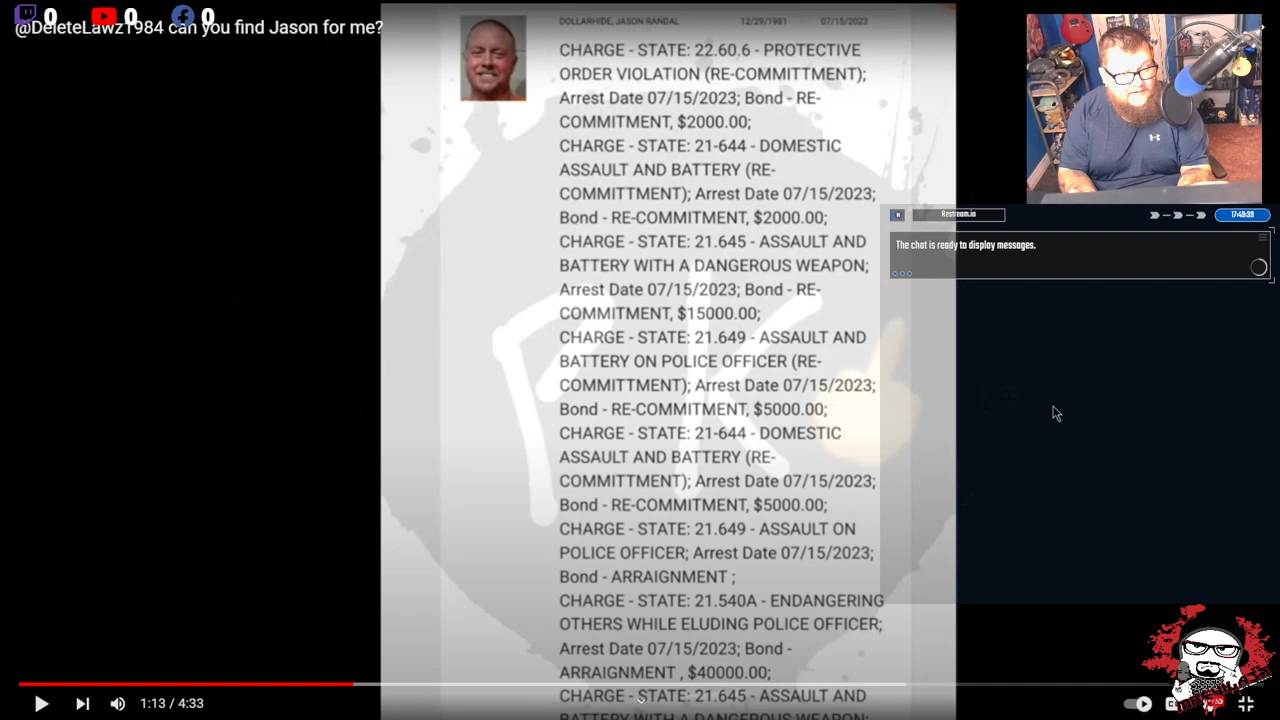 0 0 0
@DeleteLawz1984 can you find Jason for me?
DOLLARHIDE, JASON RANDAL 12/29/1981 07/15/2023
CHARGE - STATE: 22.60.6 - PROTECTIVE
ORDER VIOLATION (RE-COMMITTMENT);
Arrest Date 07/15/2023; Bond - RE-
COMMITMENT, $2000.00;
CHARGE - STATE: 21-644 - DOMESTIC
ASSAULT AND BATTERY (RE-
COMMITTMENT); Arrest Date 07/15/2023;
Bond - RE-COMMITMENT, $2000.00;
CHARGE - STATE: 21.645 - ASSAULT AND
BATTERY WITH A DANGEROUS WEAPON;
Arrest Date 07/15/2023; Bond - RE-
COMMITMENT, $15000.00;
CHARGE - STATE: 21.649 - ASSAULT AND
BATTERY ON POLICE OFFICER (RE-
COMMITTMENT); Arrest Date 07/15/2023;
Bond - RE-COMMITMENT, $5000.00;
CHARGE - STATE: 21-644 - DOMESTIC
ASSAULT AND BATTERY (RE-
COMMITTMENT); Arrest Date 07/15/2023;
Bond - RE-COMMITMENT, $5000.00;
CHARGE - STATE: 21.649 - ASSAULT ON
POLICE OFFICER; Arrest Date 07/15/2023;
Bond - ARRAIGNMENT ;
CHARGE - STATE: 21.540A - ENDANGERING
OTHERS WHILE ELUDING POLICE OFFICER;
Arrest Date 07/15/2023; Bond -
ARRAIGNMENT , $40000.00;
CHARGE - STATE: 21.645 - ASSAULT AND
BATTERY WITH A DANGEROUS WEAPON;
Restream.io
17:49:39
The chat is ready to display messages.
1:13 / 4:33